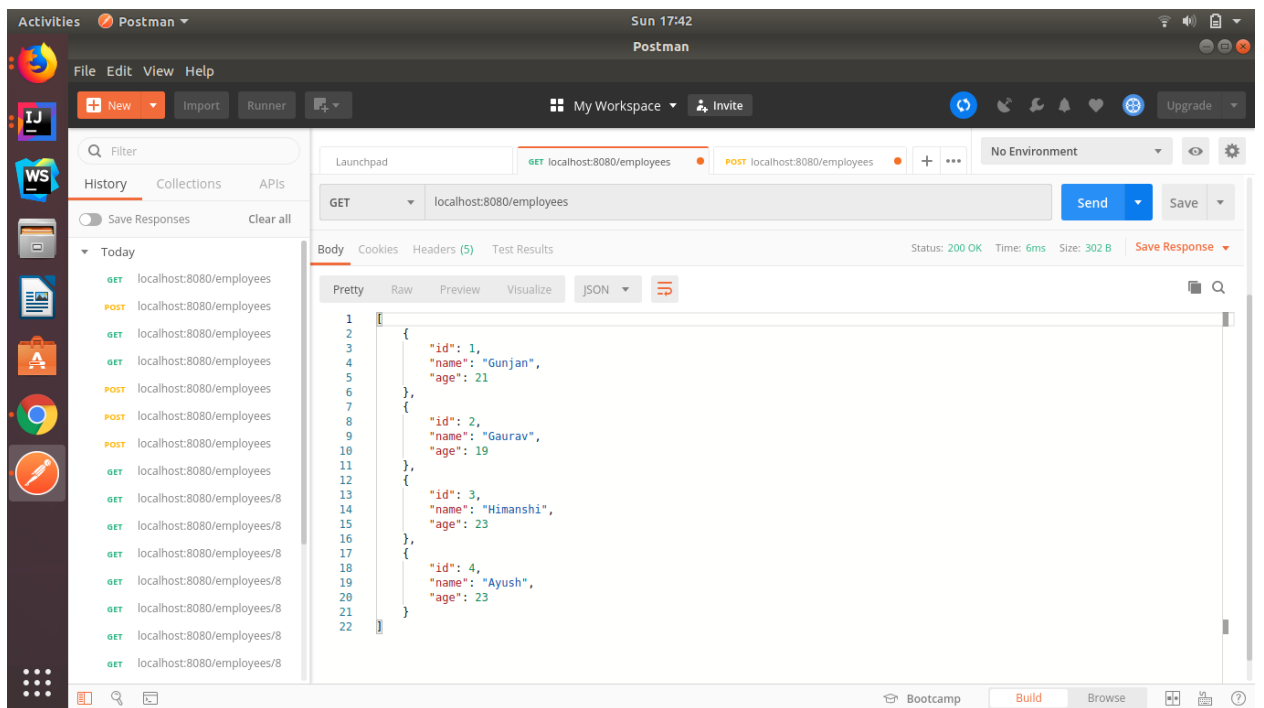 Activities Postman Sun 17:42
Postman
File Edit View Help
New Import Runner My Workspace Invite Upgrade
Filter
History Collections APIs
Save Responses Clear all
Today
GET localhost:8080/employees
POST localhost:8080/employees
GET localhost:8080/employees
GET localhost:8080/employees
POST localhost:8080/employees
POST localhost:8080/employees
POST localhost:8080/employees
GET localhost:8080/employees
GET localhost:8080/employees/8
GET localhost:8080/employees/8
GET localhost:8080/employees/8
GET localhost:8080/employees/8
GET localhost:8080/employees/8
GET localhost:8080/employees/8
GET localhost:8080/employees/8
Launchpad GET localhost:8080/employees POST localhost:8080/employees + ••• No Environment
GET localhost:8080/employees Send Save
Body Cookies Headers (5) Test Results Status: 200 OK Time: 6ms Size: 302 B Save Response
Pretty Raw Preview Visualize JSON
1 [
2 {
3 "id": 1,
4 "name": "Gunjan",
5 "age": 21
6 },
7 {
8 "id": 2,
9 "name": "Gaurav",
10 "age": 19
11 },
12 {
13 "id": 3,
14 "name": "Himanshi",
15 "age": 23
16 },
17 {
18 "id": 4,
19 "name": "Ayush",
20 "age": 23
21 }
22 ]
Bootcamp Build Browse
IJ
WS